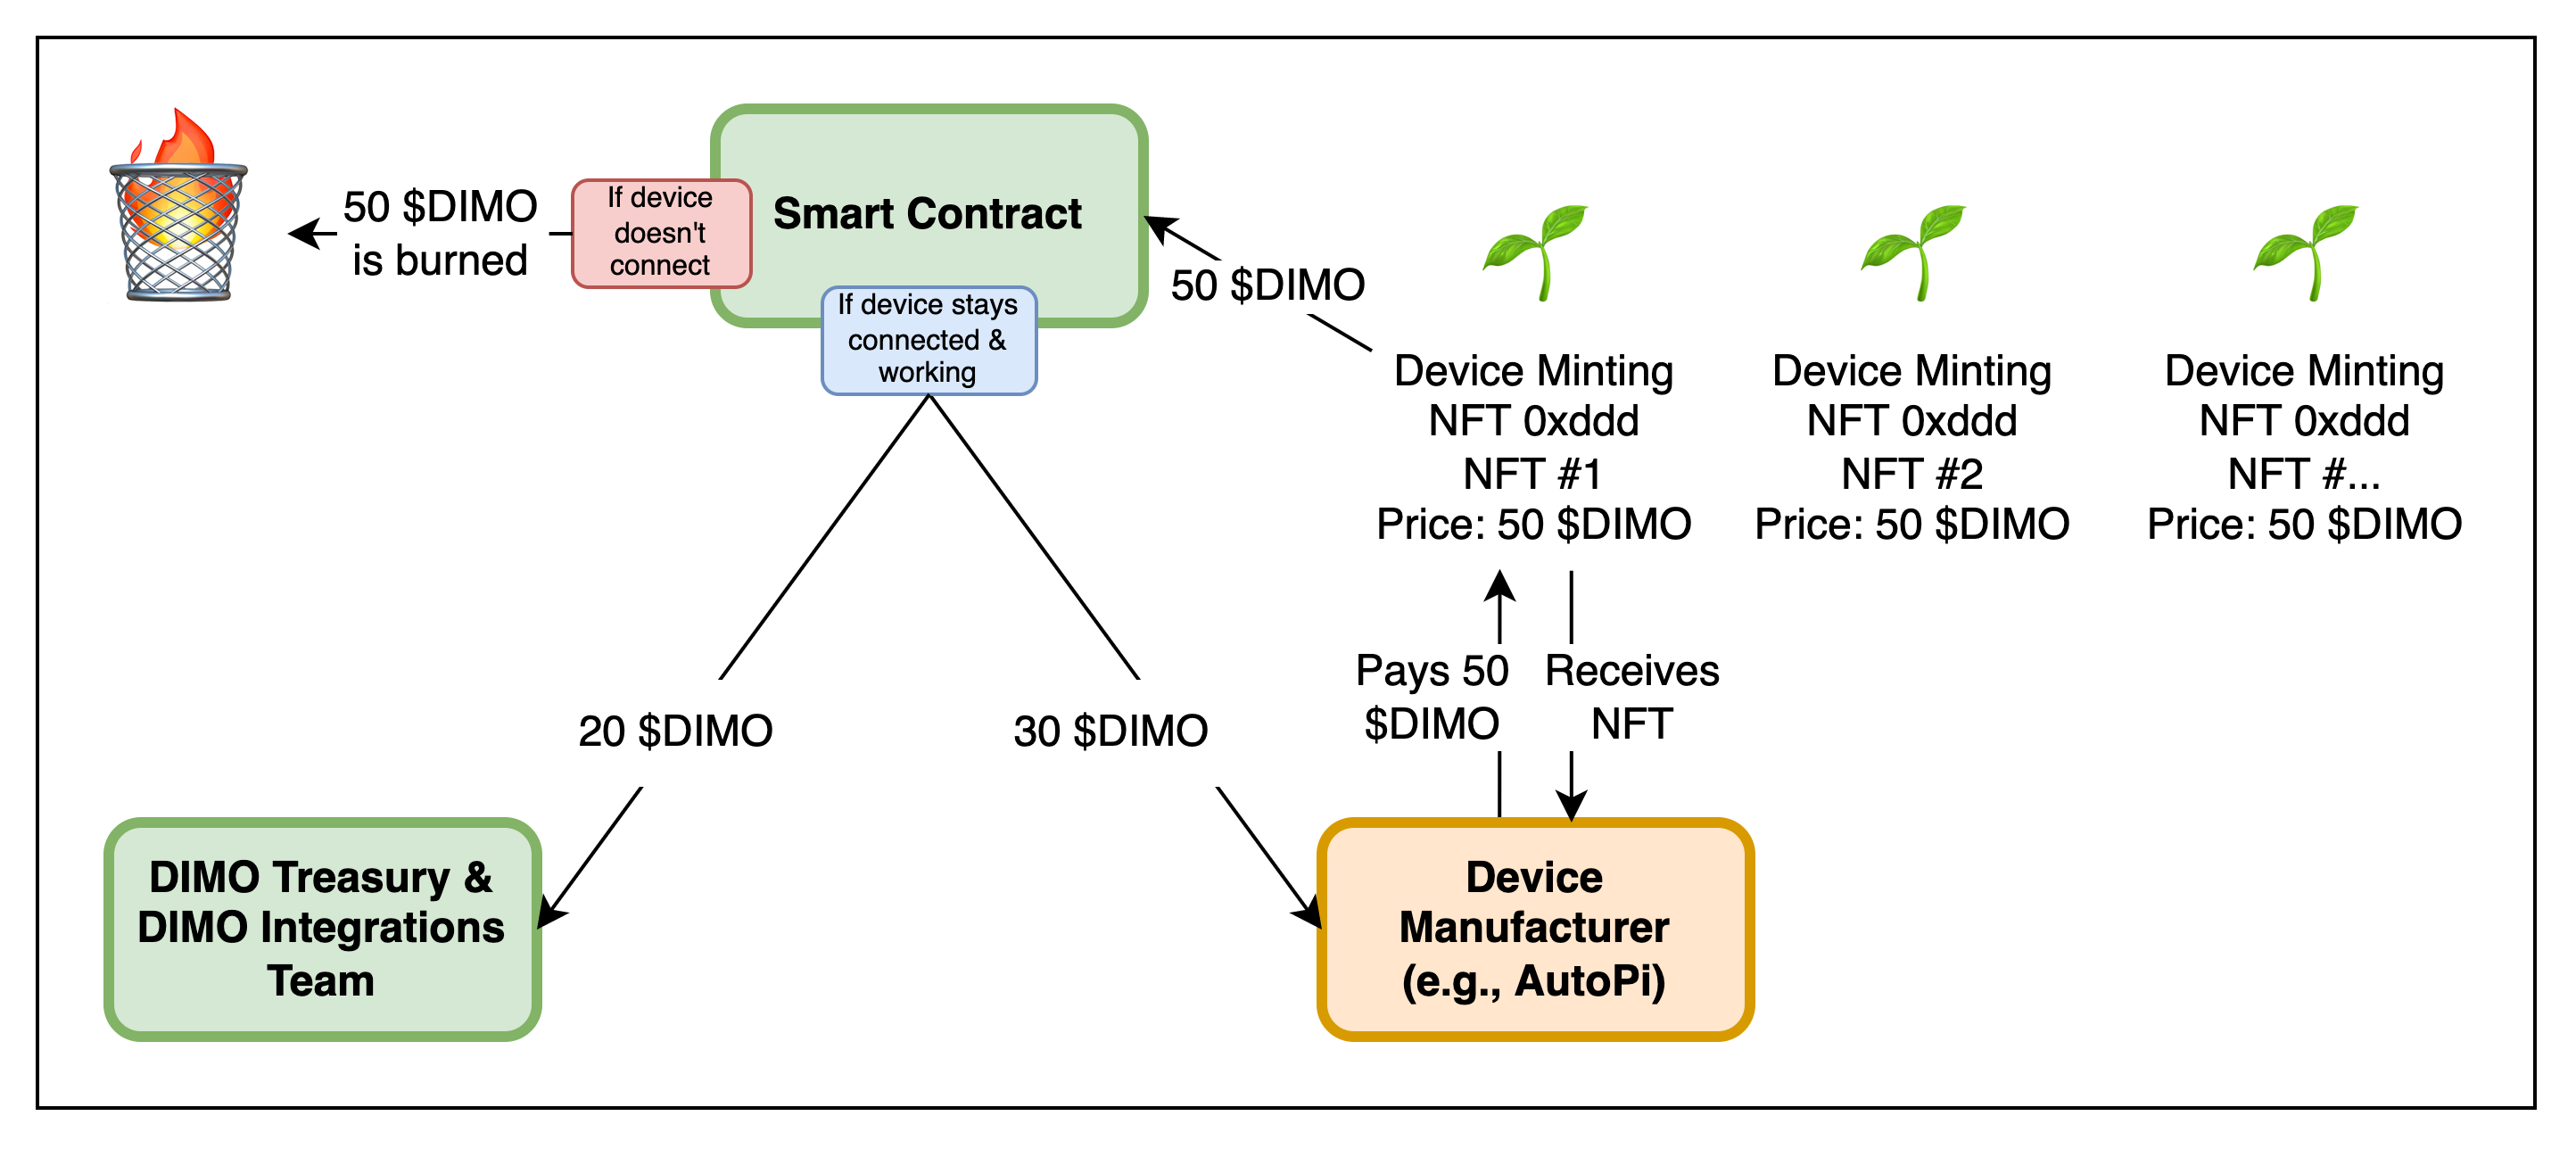 50 $DIMO
is burned
If device
doesn't
connect
Smart Contract
If device stays
connected &
working
50 $DIMO
Device Minting
NFT 0xddd
NFT #1
Price: 50 $DIMO
Device Minting
NFT 0xddd
NFT #2
Price: 50 $DIMO
Device Minting
NFT 0xddd
NFT #...
Price: 50 $DIMO
20 $DIMO
30 $DIMO
Pays 50
$DIMO
Receives
NFT
DIMO Treasury &
DIMO Integrations
Team
Device
Manufacturer
(e.g., AutoPi)